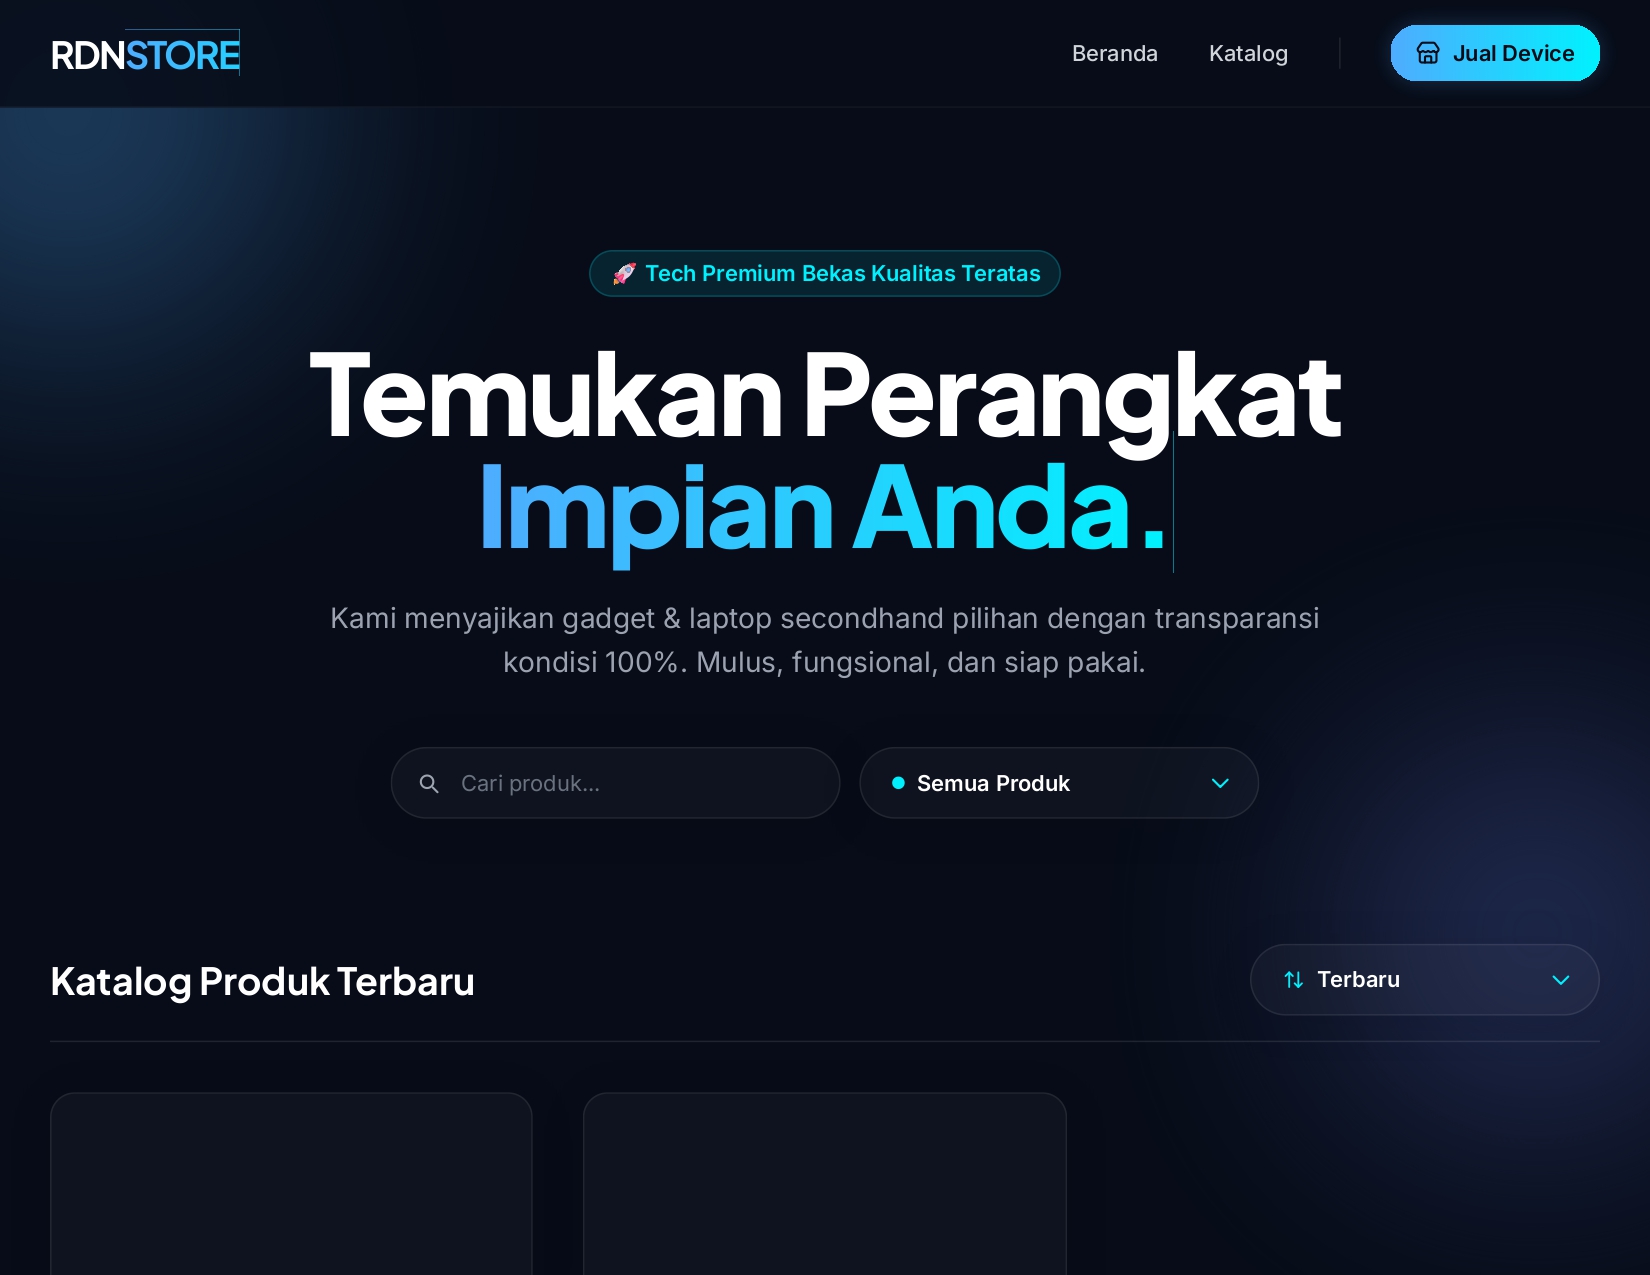 RDNSTORE
Beranda
Katalog
Jual Device
🚀 Tech Premium Bekas Kualitas Teratas
Temukan Perangkat
Impian Anda.
Kami menyajikan gadget & laptop secondhand pilihan dengan transparansi
kondisi 100%. Mulus, fungsional, dan siap pakai.
Cari produk...
Semua Produk
Katalog Produk Terbaru
Terbaru